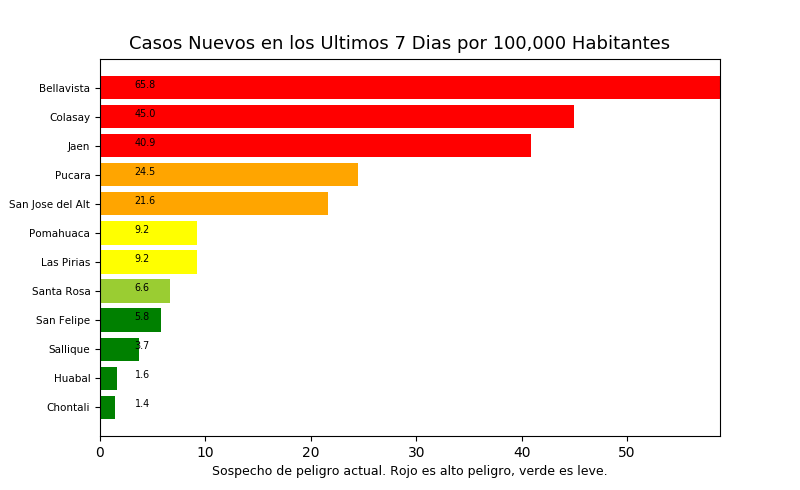 Casos Nuevos en los Ultimos 7 Dias por 100,000 Habitantes
Bellavista 65.8
Colasay 45.0
Jaen 40.9
Pucara 24.5
San Jose del Alt 21.6
Pomahuaca 9.2
Las Pirias 9.2
Santa Rosa 6.6
San Felipe 5.8
Sallique 3.7
Huabal 1.6
Chontali 1.4
0 10 20 30 40 50
Sospecho de peligro actual. Rojo es alto peligro, verde es leve.